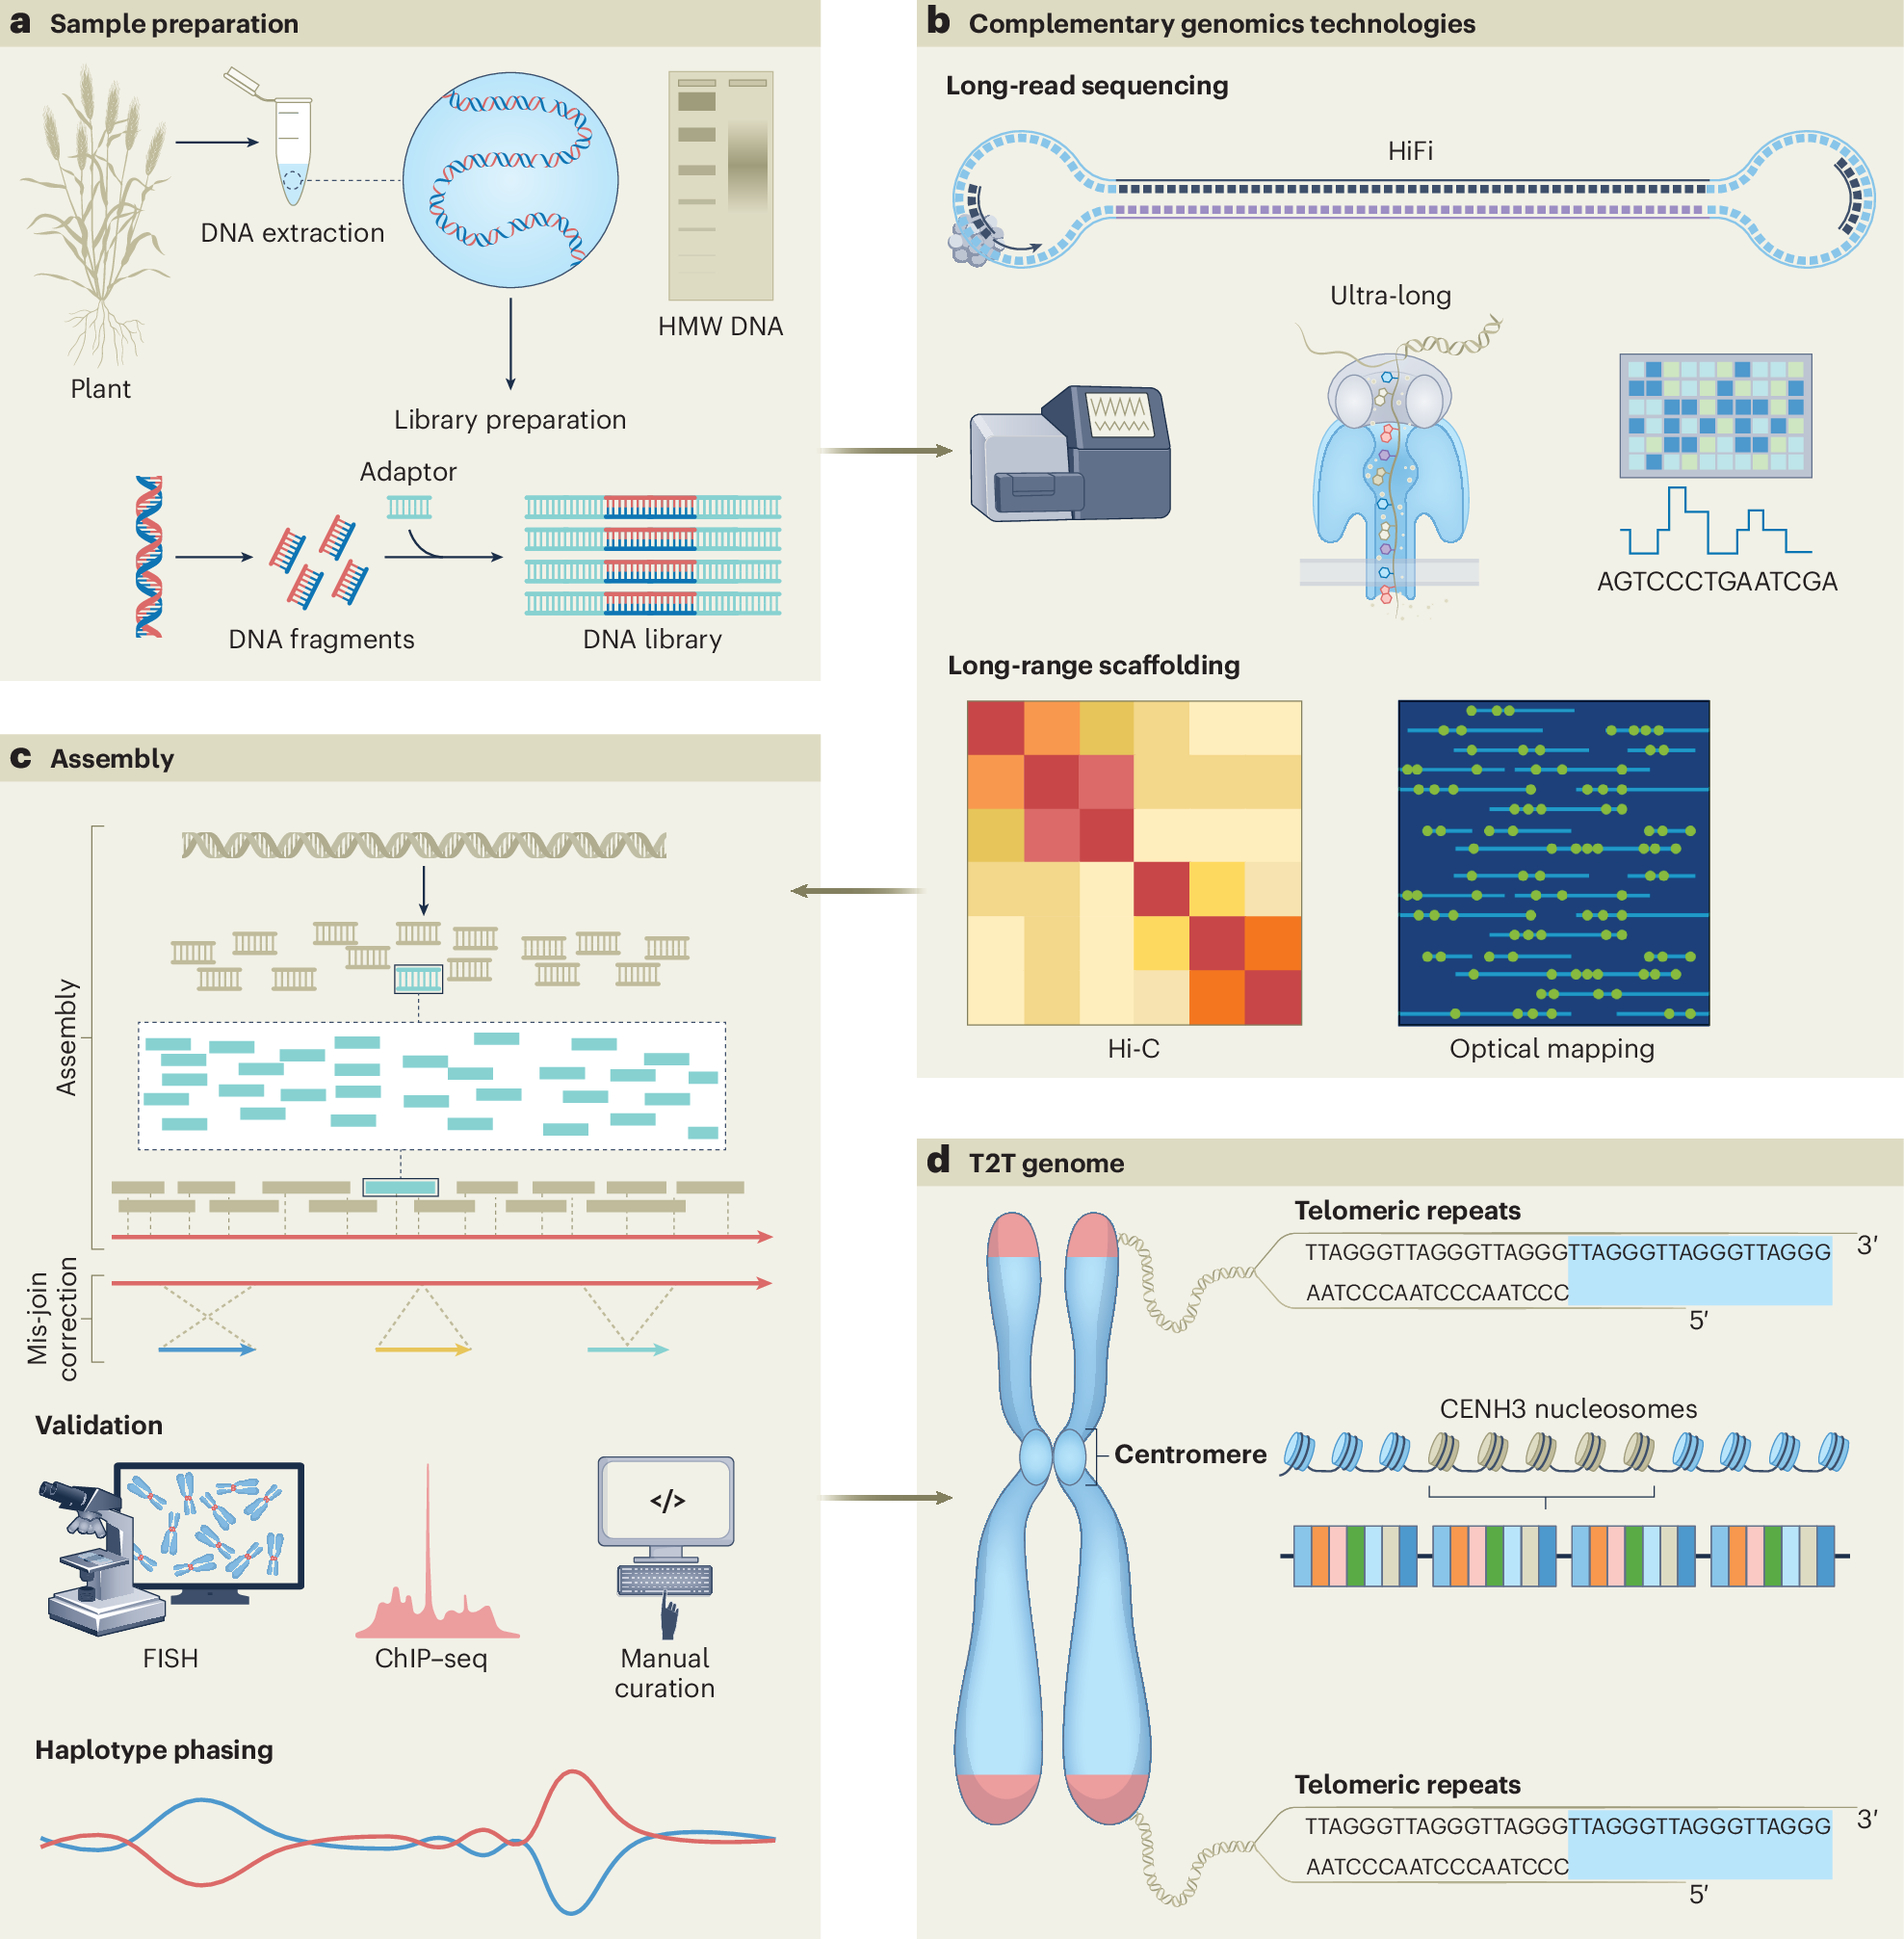 a Sample preparation
Plant
DNA extraction
HMW DNA
Library preparation
Adaptor
DNA fragments
DNA library
b Complementary genomics technologies
Long-read sequencing
HiFi
Ultra-long
AGTCCCTGAATCGA
Long-range scaffolding
Hi-C
Optical mapping
c Assembly
Assembly
Mis-join
correction
Validation
</>
FISH
ChIP–seq
Manual
curation
Haplotype phasing
d T2T genome
Telomeric repeats
TTAGGGTTAGGGTTAGGGTTAGGGTTAGGGTTAGGG 3′
AATCCCAATCCCAATCCC
5′
CENH3 nucleosomes
Centromere
Telomeric repeats
TTAGGGTTAGGGTTAGGGTTAGGGTTAGGGTTAGGG 3′
AATCCCAATCCCAATCCC
5′